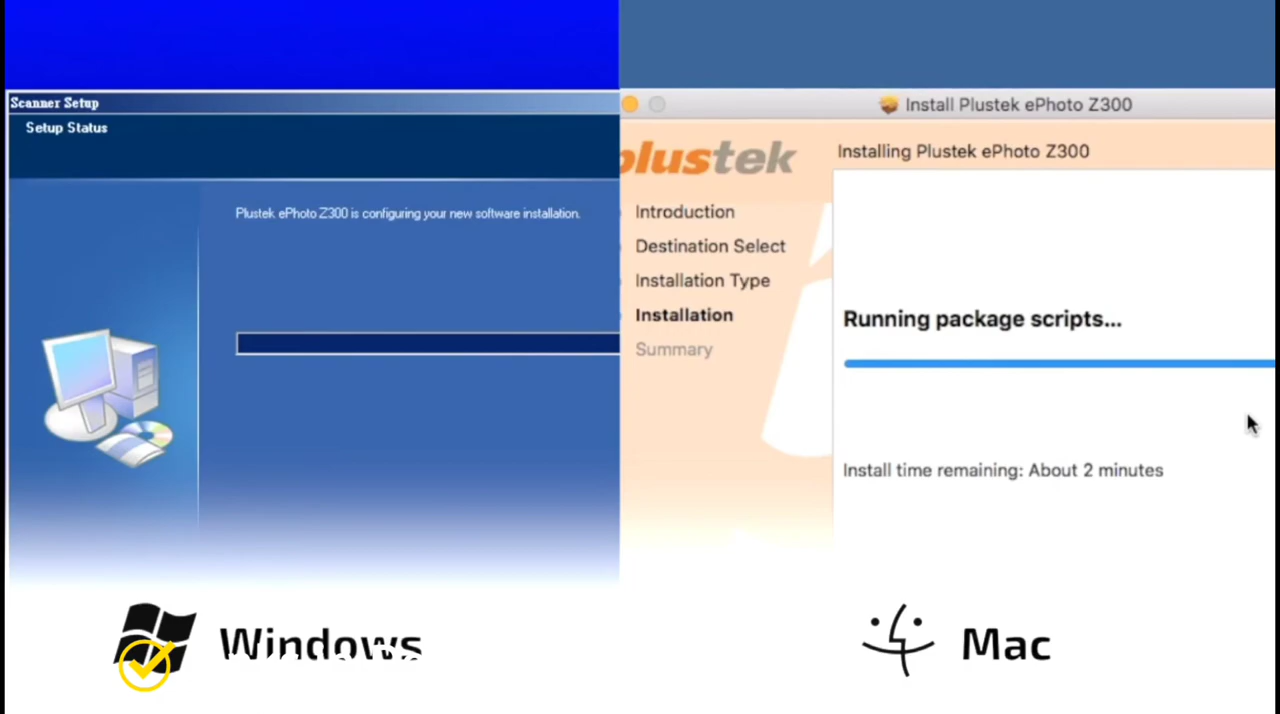 Scanner Setup
Setup Status
Plustek ePhoto Z300 is configuring your new software installation.
Install Plustek ePhoto Z300
plustek
Installing Plustek ePhoto Z300
Introduction
Destination Select
Installation Type
Installation
Summary
Running package scripts...
Install time remaining: About 2 minutes
Windows
Mac